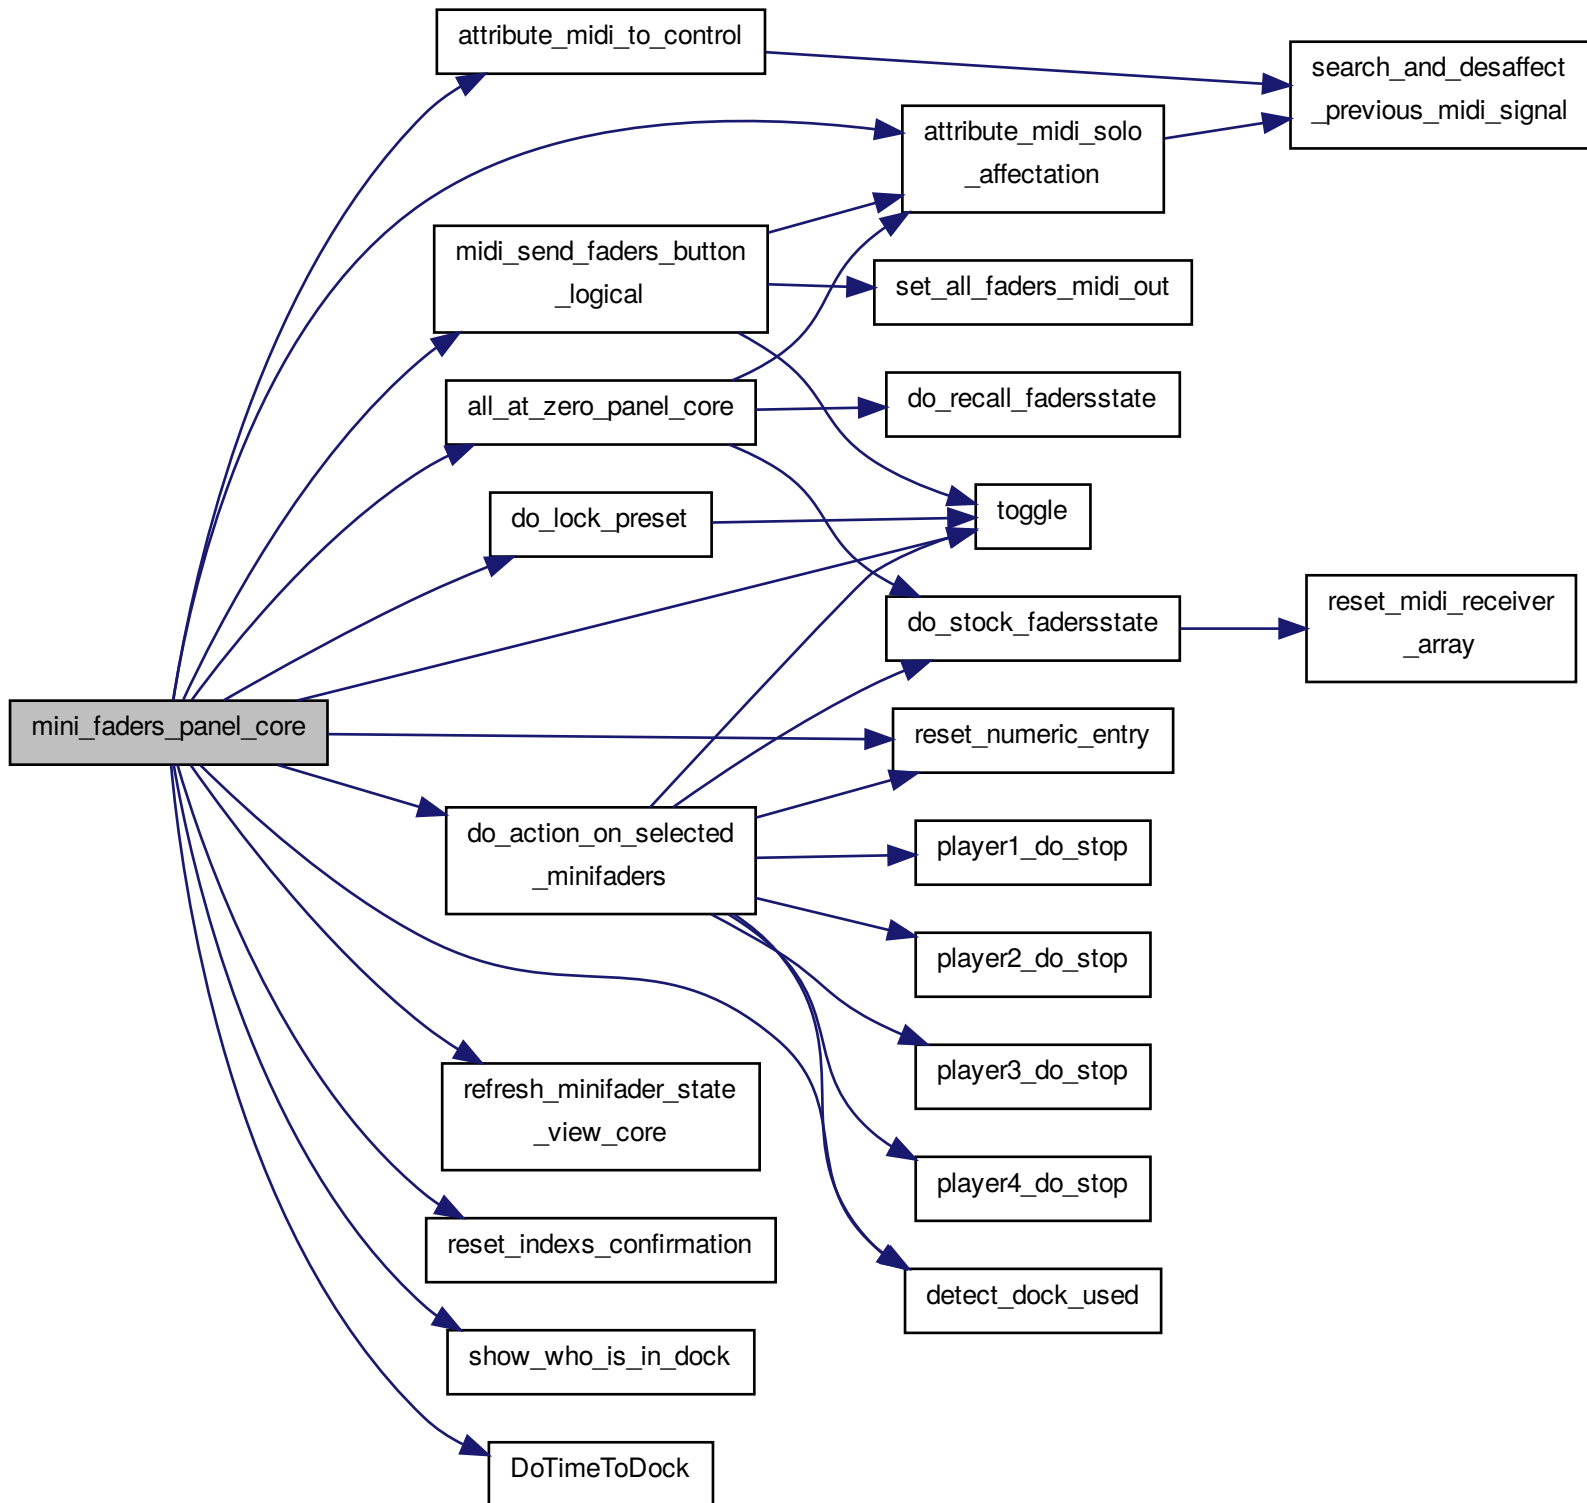 attribute_midi_to_control
search_and_desaffect
_previous_midi_signal
attribute_midi_solo
_affectation
midi_send_faders_button
_logical
set_all_faders_midi_out
all_at_zero_panel_core
do_recall_fadersstate
do_lock_preset
toggle
do_stock_fadersstate
reset_midi_receiver
_array
mini_faders_panel_core
reset_numeric_entry
do_action_on_selected
_minifaders
player1_do_stop
player2_do_stop
player3_do_stop
refresh_minifader_state
_view_core
player4_do_stop
reset_indexs_confirmation
detect_dock_used
show_who_is_in_dock
DoTimeToDock